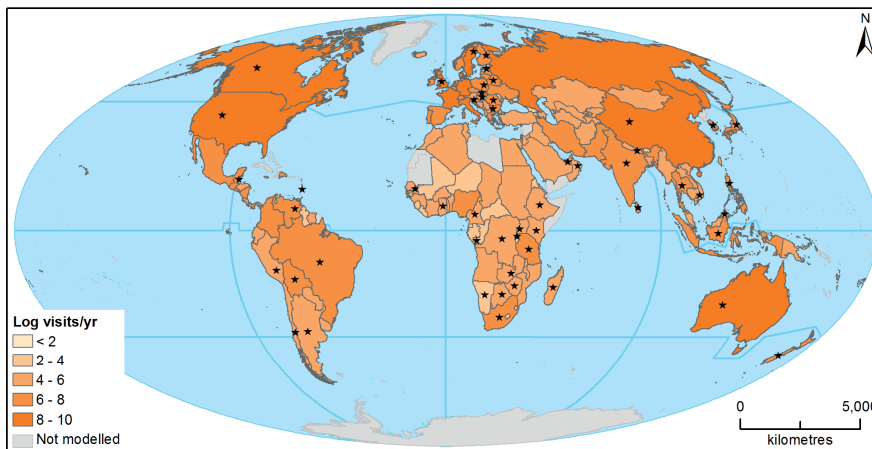 N
Log visits/yr
< 2
2 - 4
4 - 6
6 - 8
8 - 10
Not modelled
0 5,000
kilometres